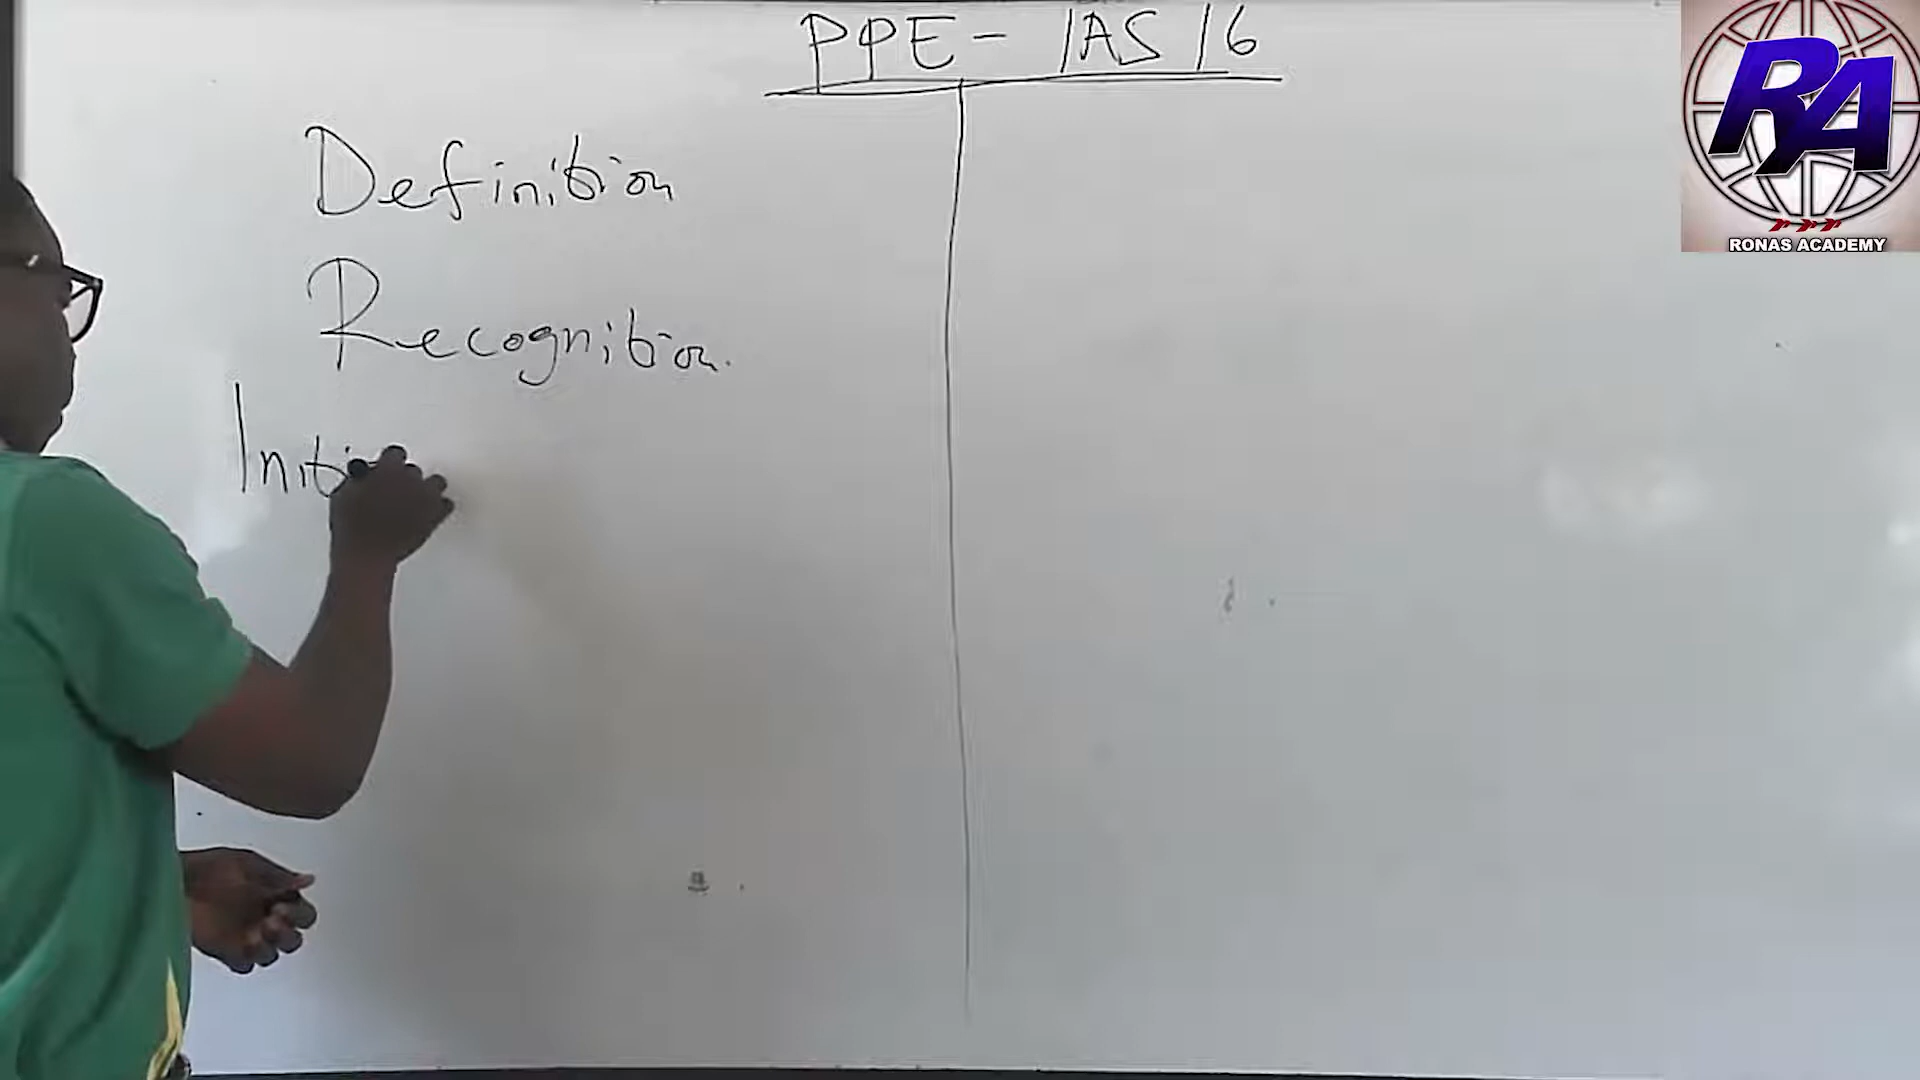 PPE - IAS 16
Definition
Recognition.
Initi
RA
RONAS ACADEMY